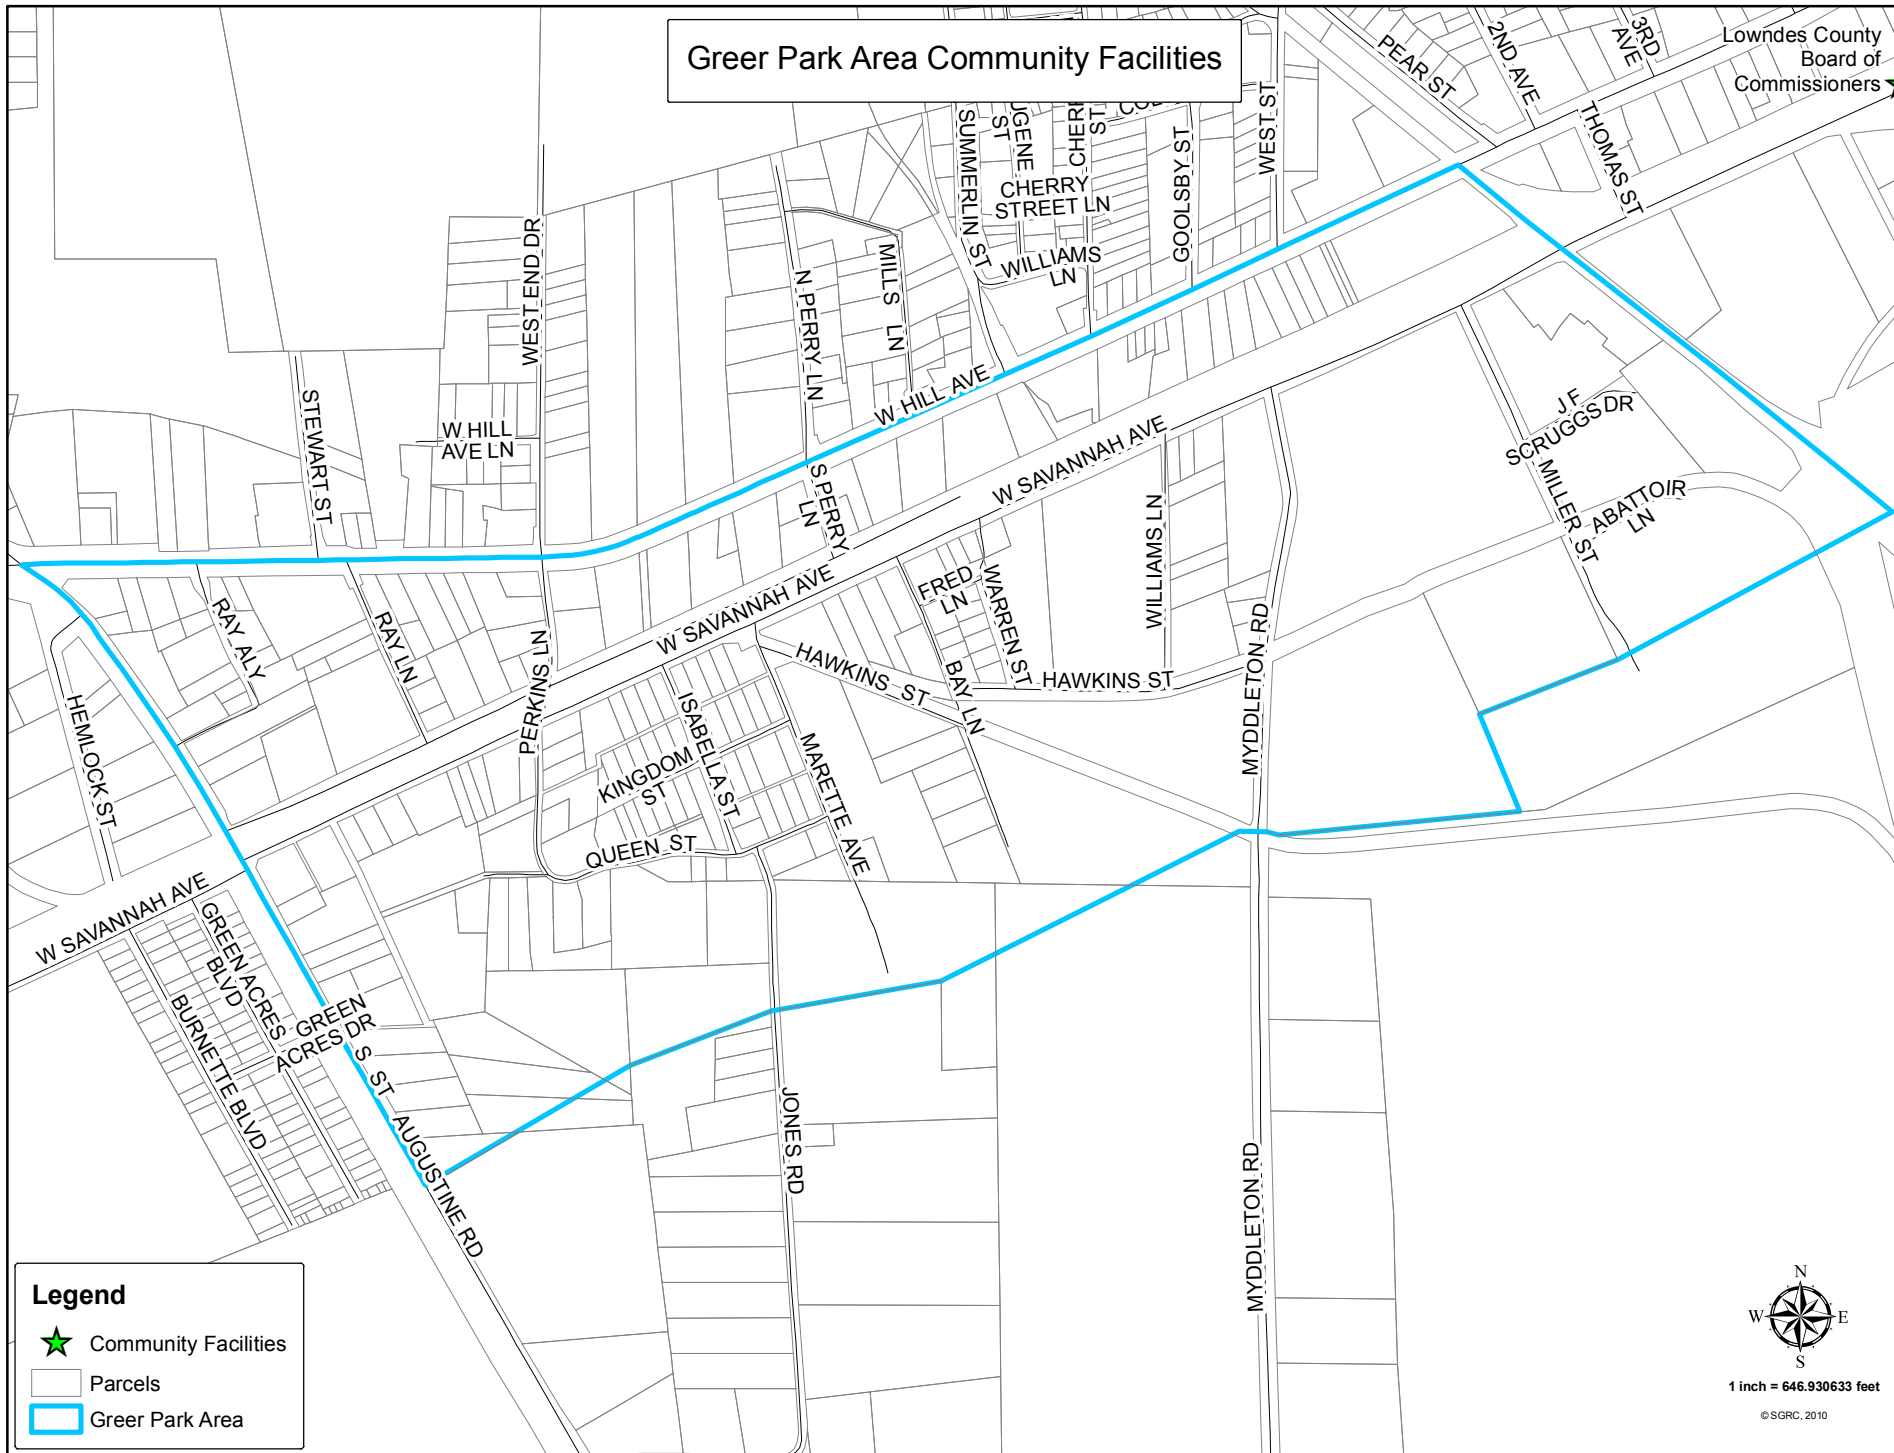 Greer Park Area Community Facilities
Lowndes County
Board of
Commissioners
PEAR ST
2ND AVE
3RD
AVE
THOMAS ST
WEST ST
GOOLSBY ST
SUMMERLIN ST
ST
CHERRY
STREET LN
WILLIAMS
LN
WEST END DR
N PERRY LN
MILLS LN
W HILL AVE
W HILL
AVE LN
STEWART ST
S PERRY
LN
W SAVANNAH AVE
J F
SCRUGGS DR
MILLER ST
ABATTOIR
LN
WILLIAMS LN
FRED
LN
WARREN ST
W SAVANNAH AVE
MYDDLETON RD
HAWKINS ST
HAWKINS ST
BAY LN
RAY ALY
RAY LN
PERKINS LN
ISABELLA ST
KINGDOM
ST
MARETTE AVE
QUEEN ST
HEMLOCK ST
W SAVANNAH AVE
GREEN ACRES
BLVD
GREEN
ACRES DR
BURNETTE BLVD
S ST AUGUSTINE RD
JONES RD
MYDDLETON RD
Legend
Community Facilities
Parcels
Greer Park Area
N
W E
S
1 inch = 646.930633 feet
©SGRC, 2010